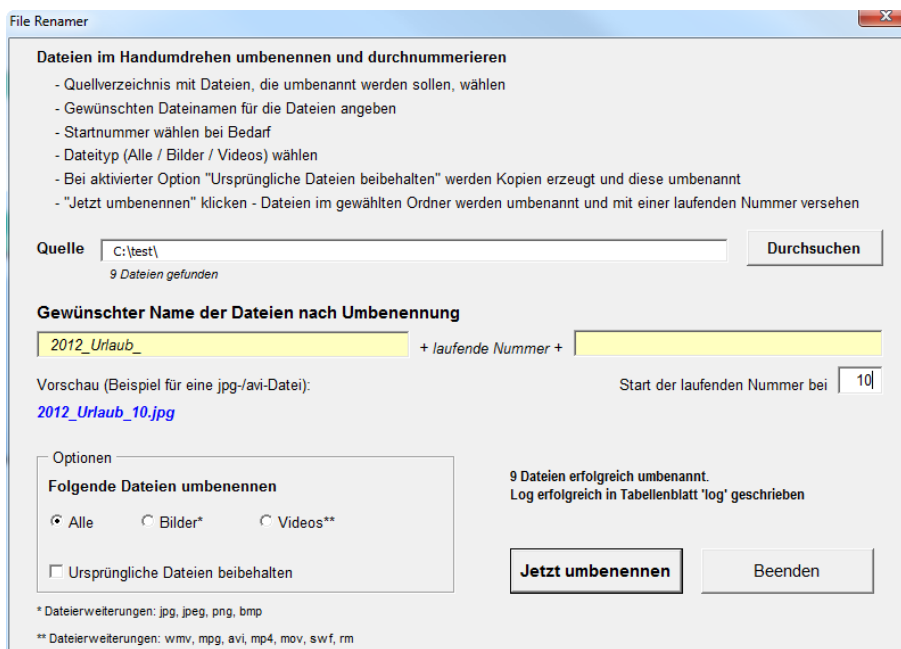 File Renamer
Dateien im Handumdrehen umbenennen und durchnummerieren
- Quellverzeichnis mit Dateien, die umbenannt werden sollen, wählen
- Gewünschten Dateinamen für die Dateien angeben
- Startnummer wählen bei Bedarf
- Dateityp (Alle / Bilder / Videos) wählen
- Bei aktivierter Option "Ursprüngliche Dateien beibehalten" werden Kopien erzeugt und diese umbenannt
- "Jetzt umbenennen" klicken - Dateien im gewählten Ordner werden umbenannt und mit einer laufenden Nummer versehen
Quelle C:\test\ Durchsuchen
9 Dateien gefunden
Gewünschter Name der Dateien nach Umbenennung
2012_Urlaub_ + laufende Nummer +
Vorschau (Beispiel für eine jpg-/avi-Datei): Start der laufenden Nummer bei 10
2012_Urlaub_10.jpg
Optionen
Folgende Dateien umbenennen
Alle Bilder* Videos**
Ursprüngliche Dateien beibehalten
9 Dateien erfolgreich umbenannt.
Log erfolgreich in Tabellenblatt 'log' geschrieben
Jetzt umbenennen Beenden
* Dateierweiterungen: jpg, jpeg, png, bmp
** Dateierweiterungen: wmv, mpg, avi, mp4, mov, swf, rm